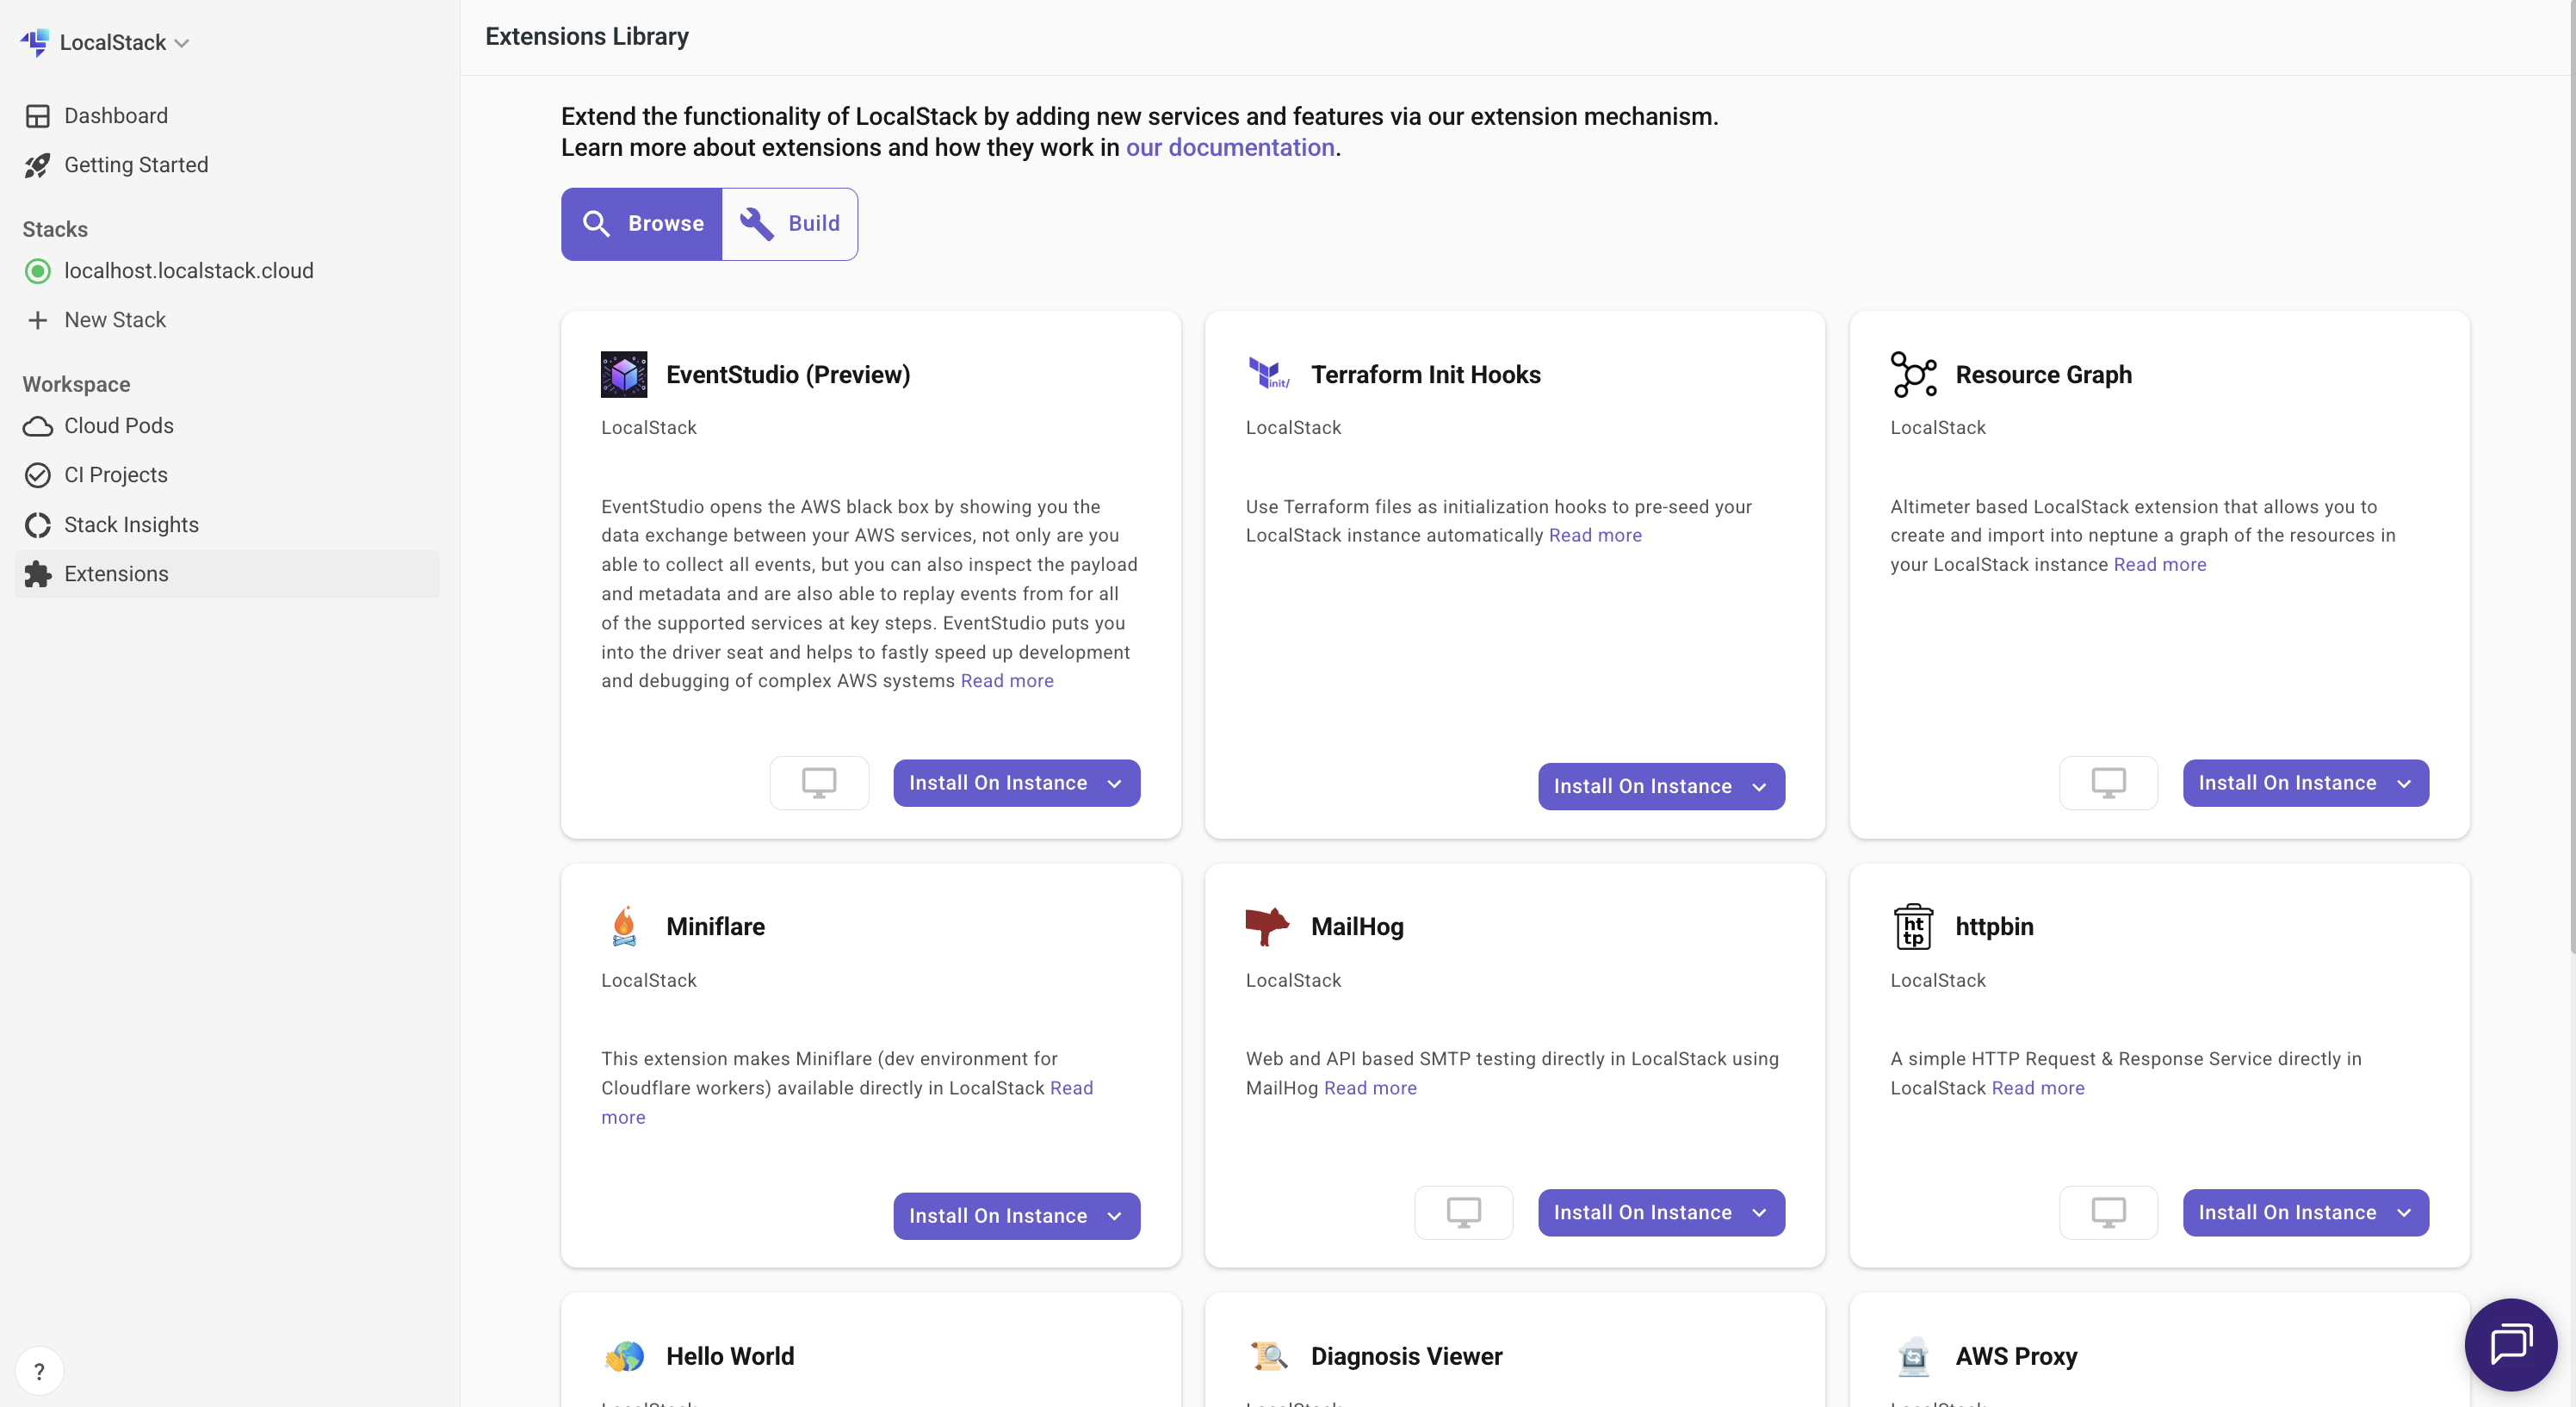 LocalStack
Dashboard
Getting Started
Stacks
localhost.localstack.cloud
New Stack
Workspace
Cloud Pods
CI Projects
Stack Insights
Extensions
?
Extensions Library
Extend the functionality of LocalStack by adding new services and features via our extension mechanism.
Learn more about extensions and how they work in our documentation.
Browse
Build
EventStudio (Preview)
LocalStack
EventStudio opens the AWS black box by showing you the
data exchange between your AWS services, not only are you
able to collect all events, but you can also inspect the payload
and metadata and are also able to replay events from for all
of the supported services at key steps. EventStudio puts you
into the driver seat and helps to fastly speed up development
and debugging of complex AWS systems Read more
Install On Instance
init/
Terraform Init Hooks
LocalStack
Use Terraform files as initialization hooks to pre-seed your
LocalStack instance automatically Read more
Install On Instance
Resource Graph
LocalStack
Altimeter based LocalStack extension that allows you to
create and import into neptune a graph of the resources in
your LocalStack instance Read more
Install On Instance
Miniflare
LocalStack
This extension makes Miniflare (dev environment for
Cloudflare workers) available directly in LocalStack Read
more
Install On Instance
MailHog
LocalStack
Web and API based SMTP testing directly in LocalStack using
MailHog Read more
Install On Instance
ht
tp
httpbin
LocalStack
A simple HTTP Request & Response Service directly in
LocalStack Read more
Install On Instance
Hello World
Diagnosis Viewer
AWS Proxy